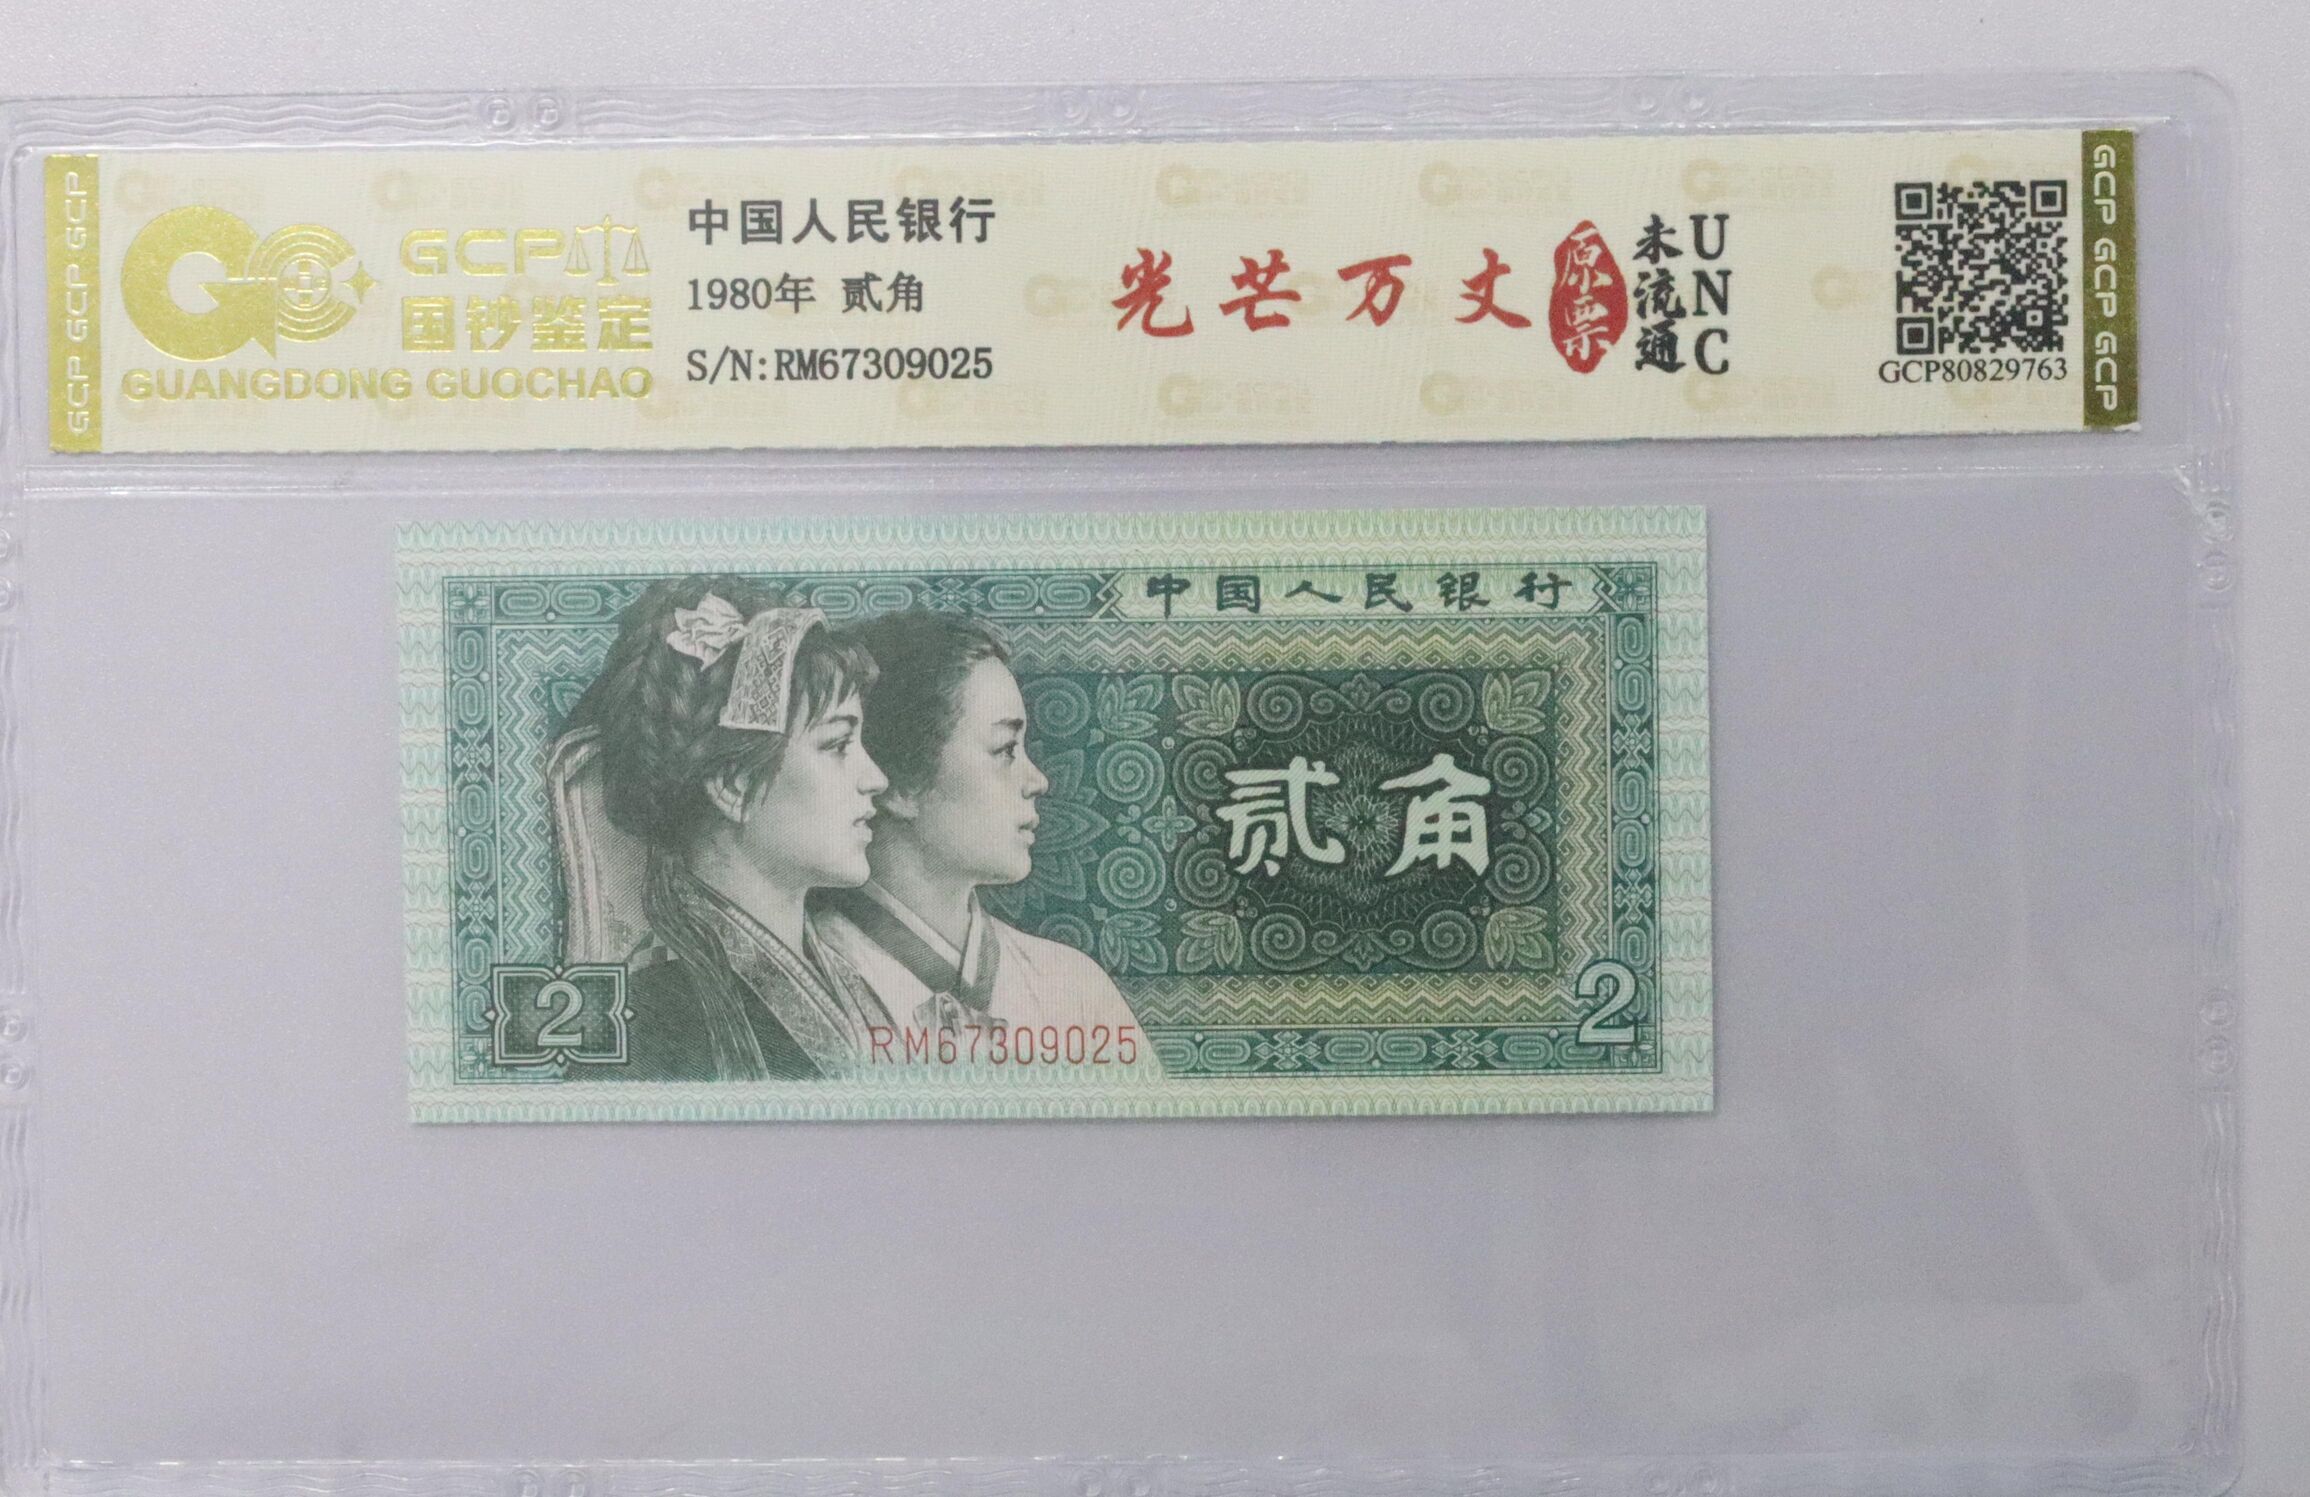 GCP GCP GCP
GCP
国钞鉴定
GUANGDONG GUOCHAO
中国人民银行
1980年 贰角
S/N:RM67309025
光芒万丈
原票
未流通
UNC
GCP80829763
GCP GCP GCP
中国人民银行
贰角
2
2
RM67309025